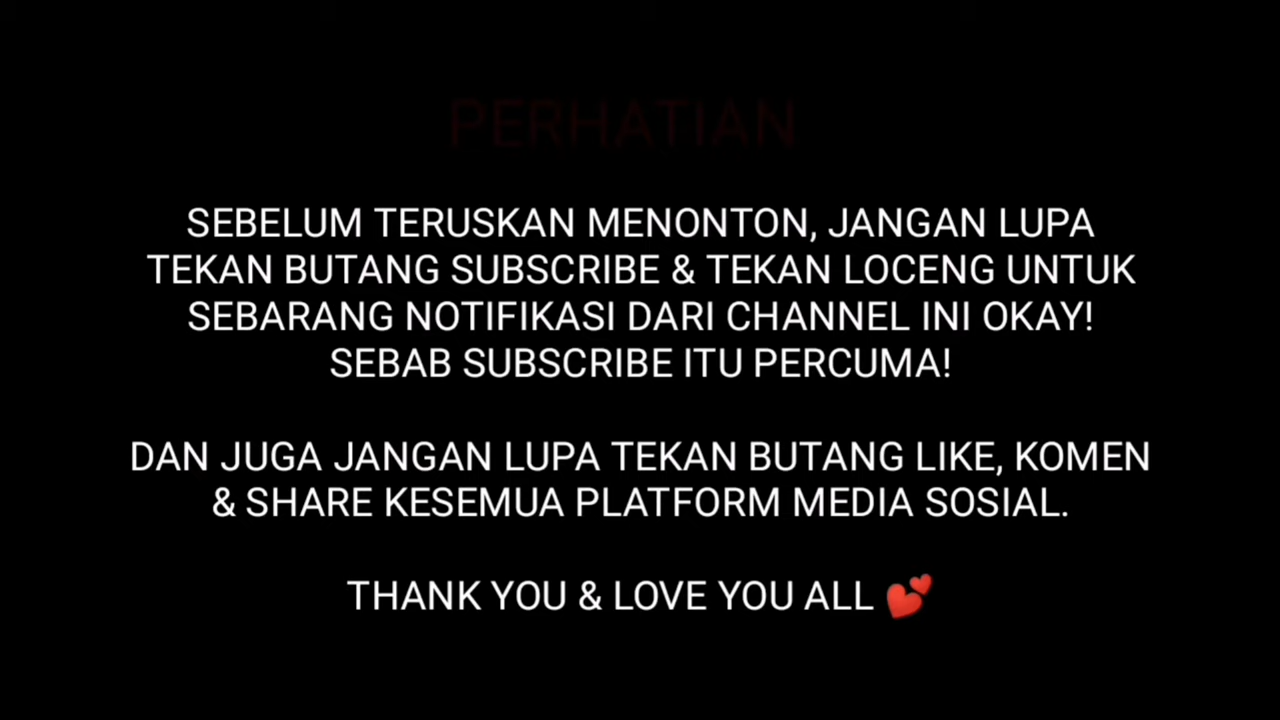 PERHATIAN
SEBELUM TERUSKAN MENONTON, JANGAN LUPA
TEKAN BUTANG SUBSCRIBE & TEKAN LOCENG UNTUK
SEBARANG NOTIFIKASI DARI CHANNEL INI OKAY!
SEBAB SUBSCRIBE ITU PERCUMA!
DAN JUGA JANGAN LUPA TEKAN BUTANG LIKE, KOMEN
& SHARE KESEMUA PLATFORM MEDIA SOSIAL.
THANK YOU & LOVE YOU ALL 💕